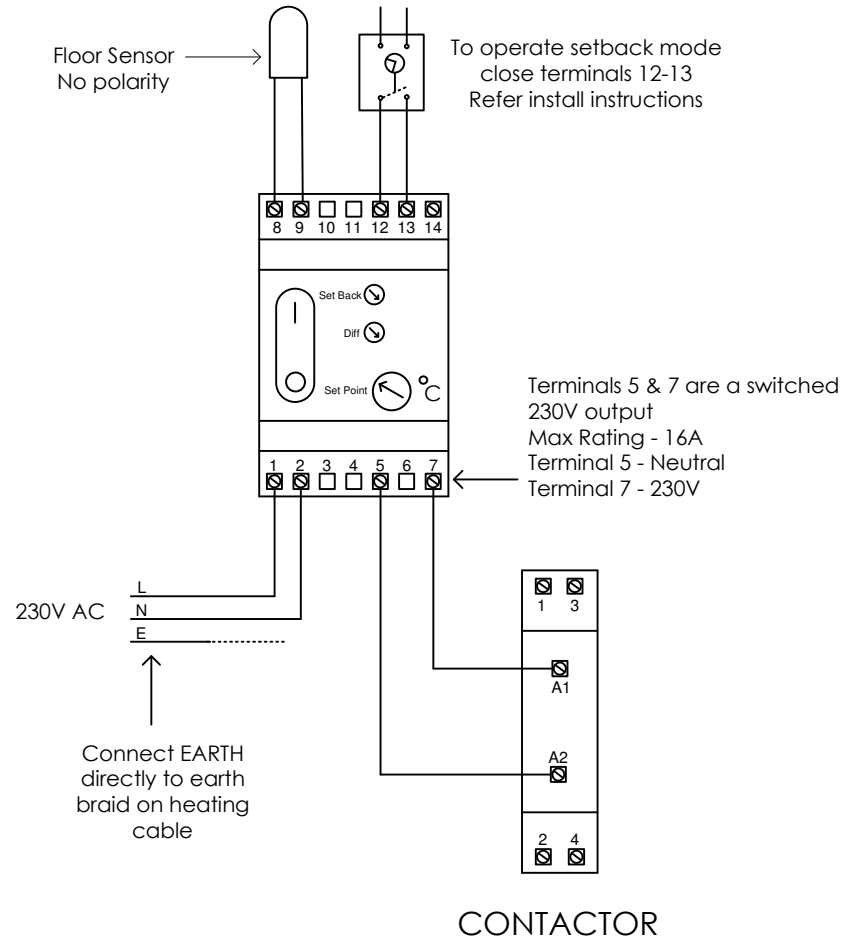 Floor Sensor
No polarity
To operate setback mode
close terminals 12-13
Refer install instructions
8 9 10 11 12 13 14
Set Back
Diff
Set Point
°C
1 2 3 4 5 6 7
Terminals 5 & 7 are a switched
230V output
Max Rating - 16A
Terminal 5 - Neutral
Terminal 7 - 230V
230V AC
L
N
E
Connect EARTH
directly to earth
braid on heating
cable
1 3
A1
A2
2 4
CONTACTOR